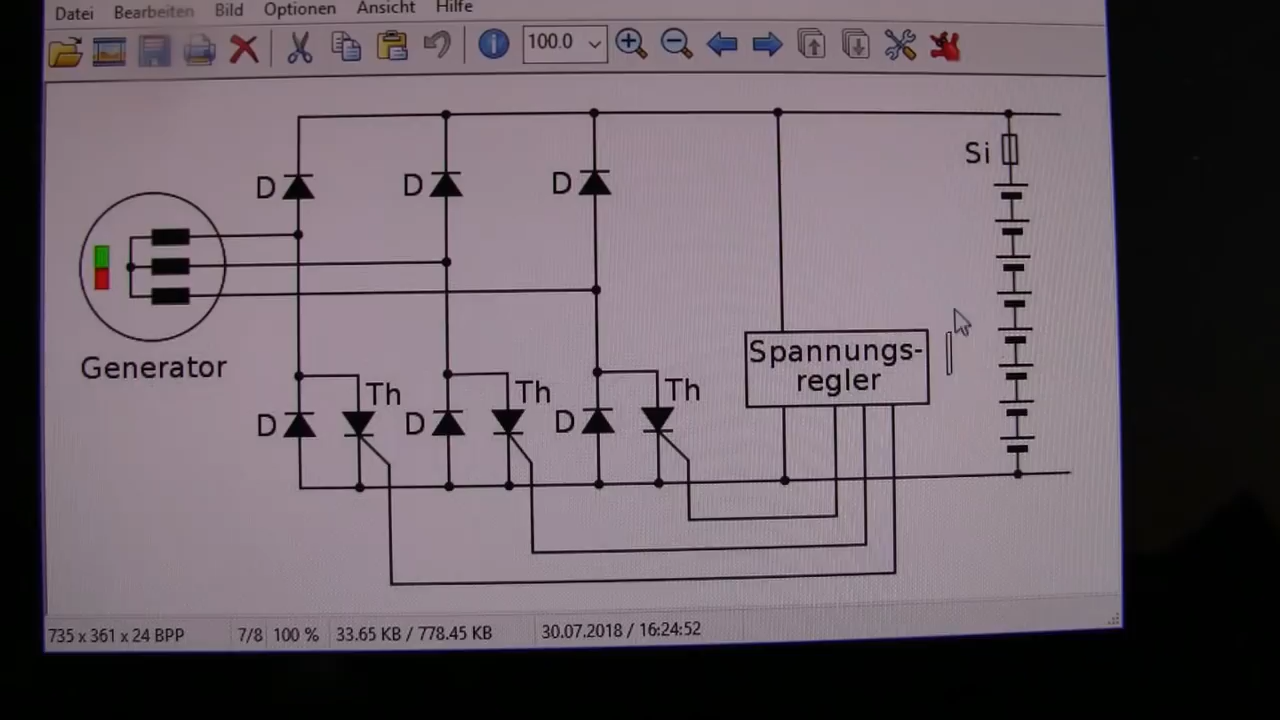 Datei Bearbeiten Bild Optionen Ansicht Hilfe
100.0
Si
D D D
Generator
Spannungs-
regler
Th Th Th
D D D
735 x 361 x 24 BPP 7/8 100 % 33.65 KB / 778.45 KB 30.07.2018 / 16:24:52